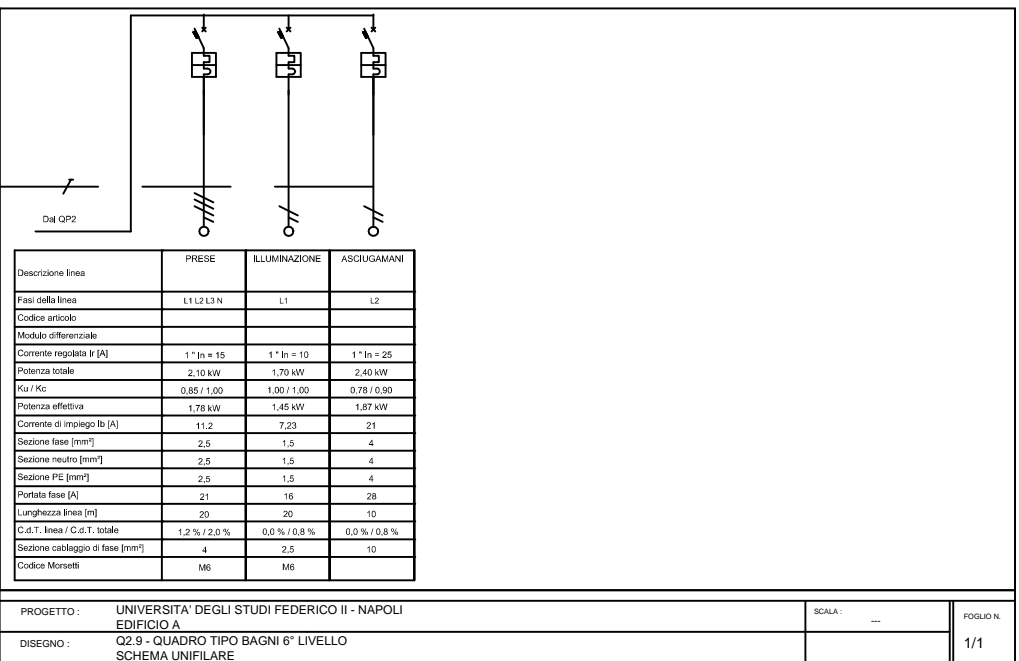 Dal QP2
Descrizione linea PRESE ILLUMINAZIONE ASCIUGAMANI
Fasi della linea L1 L2 L3 N L1 L2
Codice articolo
Modulo differenziale
Corrente regolata Ir [A] 1 * In = 15 1 * In = 10 1 * In = 25
Potenza totale 2,10 kW 1,70 kW 2,40 kW
Ku / Kc 0,85 / 1,00 1,00 / 1,00 0,78 / 0,90
Potenza effettiva 1,78 kW 1,45 kW 1,87 kW
Corrente di impiego Ib [A] 11.2 7,23 21
Sezione fase [mm²] 2,5 1,5 4
Sezione neutro [mm²] 2,5 1,5 4
Sezione PE [mm²] 2,5 1,5 4
Portata fase [A] 21 16 28
Lunghezza linea [m] 20 20 10
C.d.T. linea / C.d.T. totale 1,2 % / 2,0 % 0,0 % / 0,8 % 0,0 % / 0,8 %
Sezione cablaggio di fase [mm²] 4 2,5 10
Codice Morsetti M6 M6
PROGETTO : UNIVERSITA' DEGLI STUDI FEDERICO II - NAPOLI
EDIFICIO A
SCALA :
---
FOGLIO N.
DISEGNO : Q2.9 - QUADRO TIPO BAGNI 6° LIVELLO
SCHEMA UNIFILARE
1/1